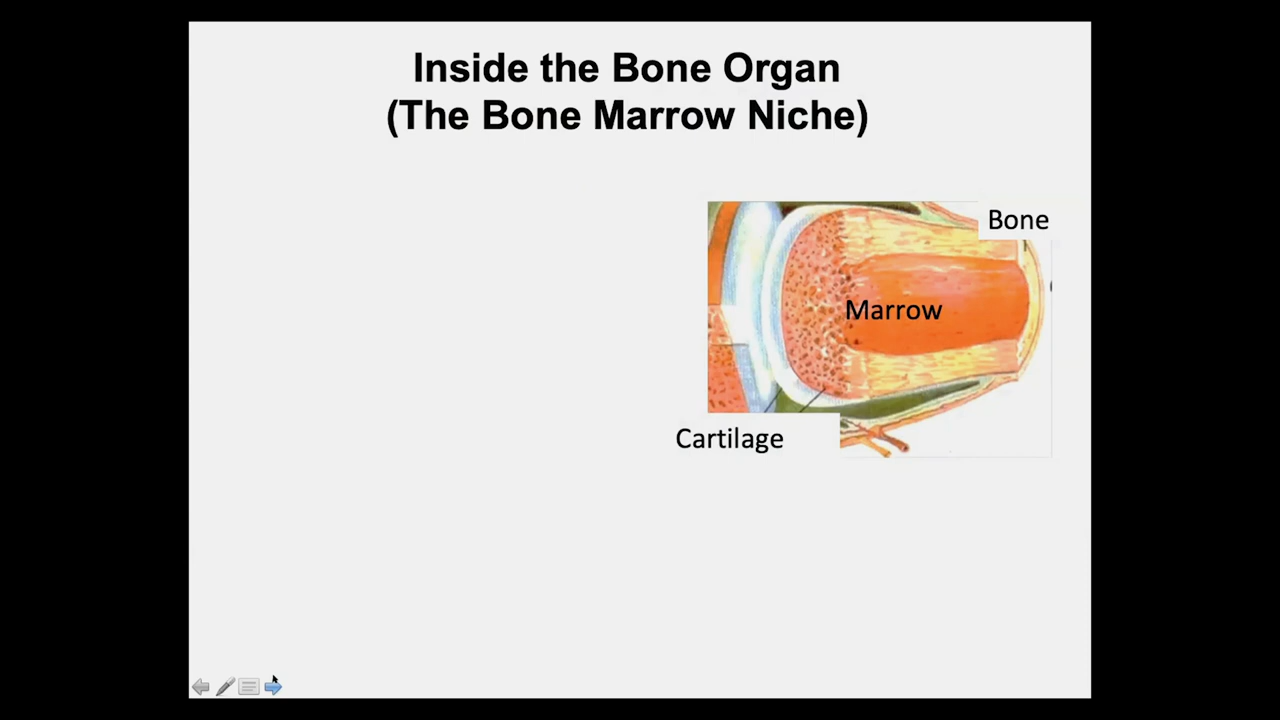 Inside the Bone Organ
(The Bone Marrow Niche)
Bone
Marrow
Cartilage